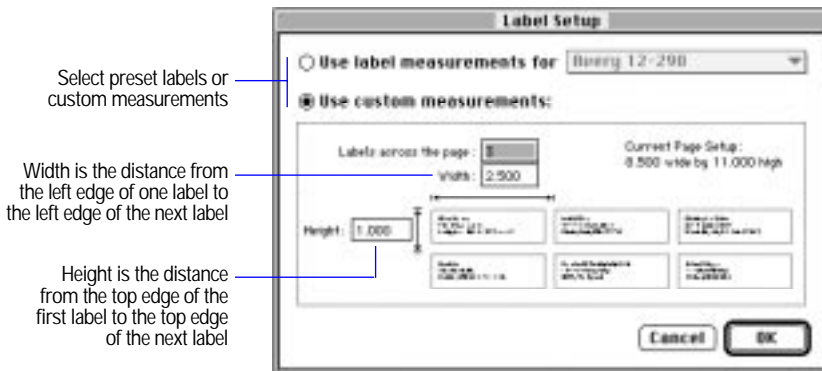 Label Setup
Use label measurements for Avery 12-290
Select preset labels or
custom measurements
Use custom measurements:
Labels across the page:
Current Page Setup:
8.500 wide by 11.000 high
Width: 2.500
Width is the distance from
the left edge of one label to
the left edge of the next label
Height: 1.000
Height is the distance
from the top edge of the
first label to the top edge
of the next label
Cancel
OK